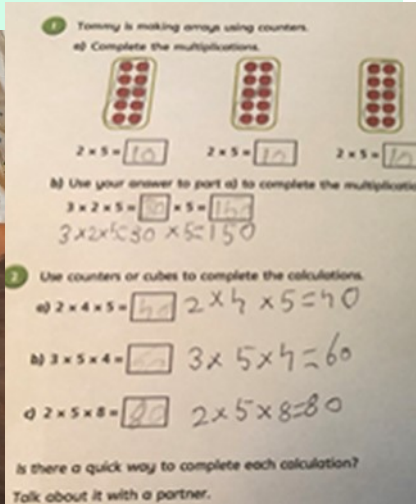 1 Tommy is making arrays using counters.
a) Complete the multiplications.
2 × 5 = 10 2 × 5 = 10 2 × 5 = 10
b) Use your answer to part a) to complete the multiplicatio
3 × 2 × 5 = 30 × 5 = 150
3×2×5=30 ×5=150
2 Use counters or cubes to complete the calculations.
a) 2 × 4 × 5 = 40 2×4 ×5=40
b) 3 × 5 × 4 = 60 3× 5×4=60
c) 2 × 5 × 8 = 80 2×5×8=80
Is there a quick way to complete each calculation?
Talk about it with a partner.